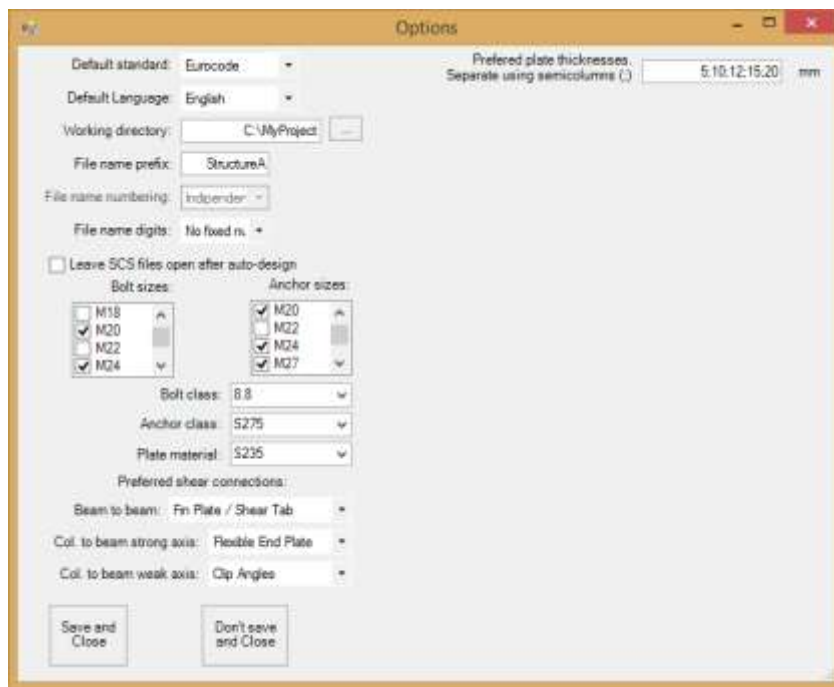 Options
Default standard: Eurocode
Prefered plate thicknesses.
Separate using semicolumns (;) 5;10;12;15;20 mm
Default Language: English
Working directory: C:\MyProject ...
File name prefix: StructureA
File name numbering: Indpender
File name digits: No fixed nu
Leave SCS files open after auto-design
Bolt sizes: Anchor sizes:
M18 M20
M20 M22
M22 M24
M24 M27
Bolt class: 8.8
Anchor class: S275
Plate material: S235
Preferred shear connections:
Beam to beam: Fin Plate / Shear Tab
Col. to beam strong axis: Flexible End Plate
Col. to beam weak axis: Clip Angles
Save and
Close
Don't save
and Close